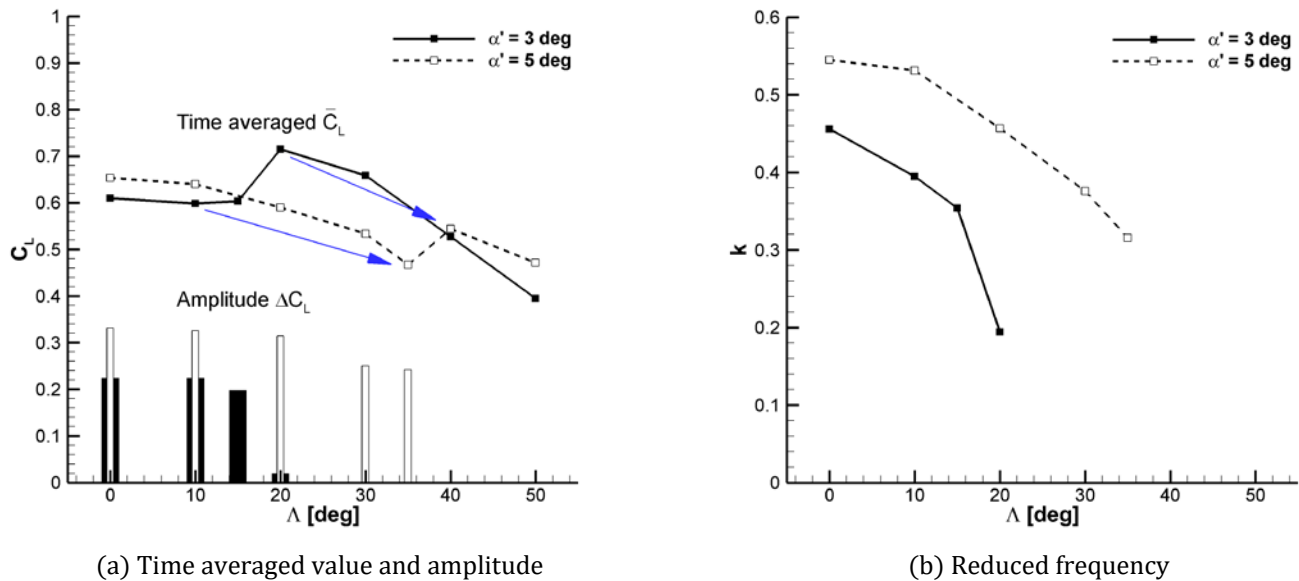 1
0.9
0.8
0.7
0.6
0.5
0.4
0.3
0.2
0.1
0
C_L
α' = 3 deg
α' = 5 deg
Time averaged C̄_L
Amplitude ΔC_L
0 10 20 30 40 50
Λ [deg]
(a) Time averaged value and amplitude
0.6
0.5
0.4
0.3
0.2
0.1
0
k
α' = 3 deg
α' = 5 deg
0 10 20 30 40 50
Λ [deg]
(b) Reduced frequency